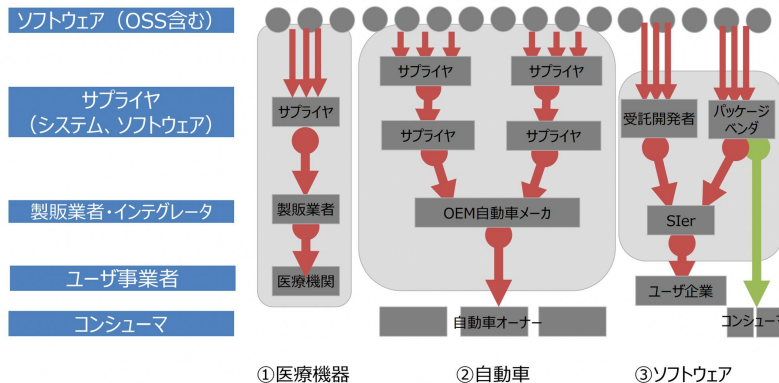 ソフトウェア（OSS含む）
サプライヤ
（システム、ソフトウェア）
製販業者・インテグレータ
ユーザ事業者
コンシューマ
サプライヤ
製販業者
医療機関
サプライヤ
サプライヤ
サプライヤ
サプライヤ
OEM自動車メーカ
自動車オーナー
受託開発者
パッケージ
ベンダ
SIer
ユーザ企業
コンシューマ
①医療機器
②自動車
③ソフトウェア